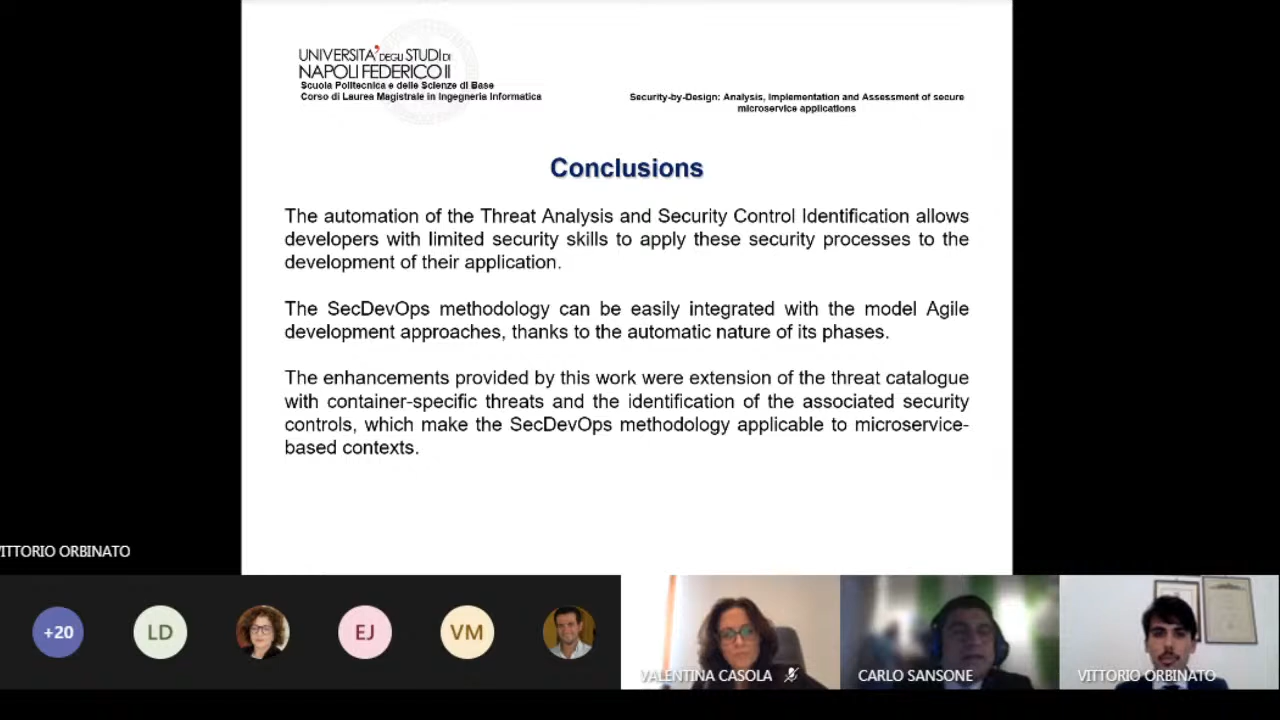 UNIVERSITA' DEGLI STUDI DI
NAPOLI FEDERICO II
Scuola Politecnica e delle Scienze di Base
Corso di Laurea Magistrale in Ingegneria Informatica
Security-by-Design: Analysis, Implementation and Assessment of secure
microservice applications
Conclusions
The automation of the Threat Analysis and Security Control Identification allows
developers with limited security skills to apply these security processes to the
development of their application.
The SecDevOps methodology can be easily integrated with the model Agile
development approaches, thanks to the automatic nature of its phases.
The enhancements provided by this work were extension of the threat catalogue
with container-specific threats and the identification of the associated security
controls, which make the SecDevOps methodology applicable to microservice-
based contexts.
ITTORIO ORBINATO
+20
LD
EJ
VM
VALENTINA CASOLA
CARLO SANSONE
VITTORIO ORBINATO